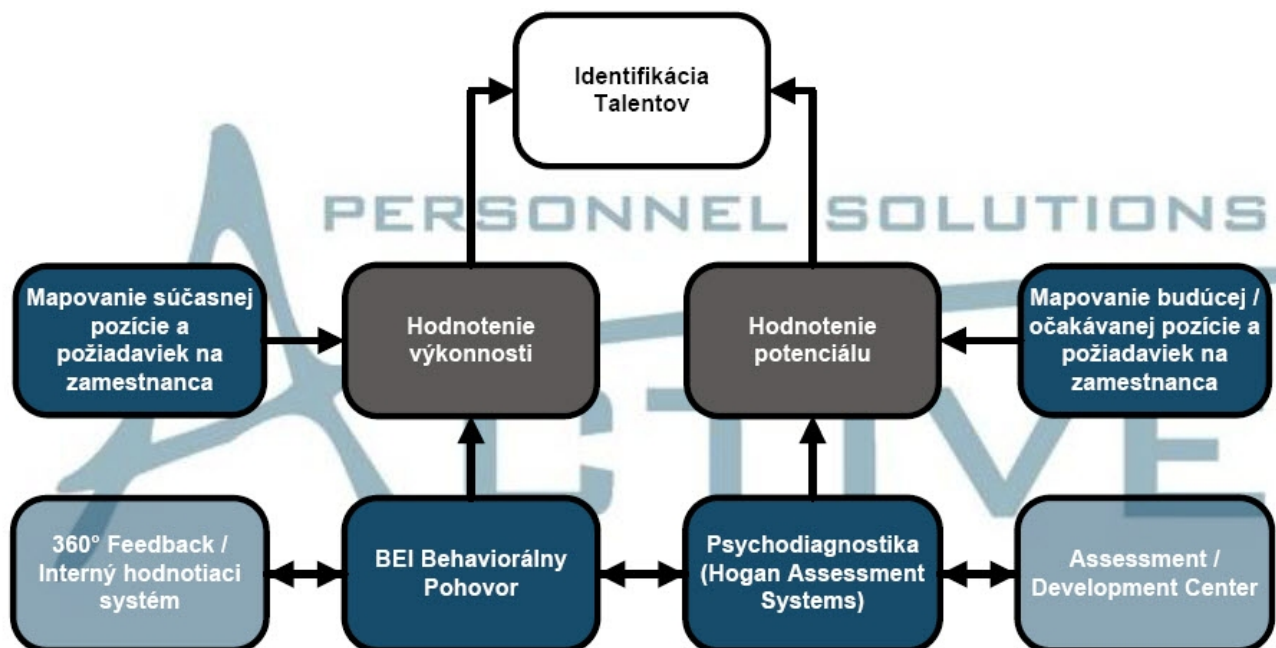 Identifikácia
Talentov
PERSONNEL SOLUTIONS
Mapovanie súčasnej
pozície a
požiadaviek na
zamestnanca
Hodnotenie
výkonnosti
Hodnotenie
potenciálu
Mapovanie budúcej /
očakávanej pozície a
požiadaviek na
zamestnanca
ACTIVE
360° Feedback /
Interný hodnotiaci
systém
BEI Behaviorálny
Pohovor
Psychodiagnostika
(Hogan Assessment
Systems)
Assessment /
Development Center